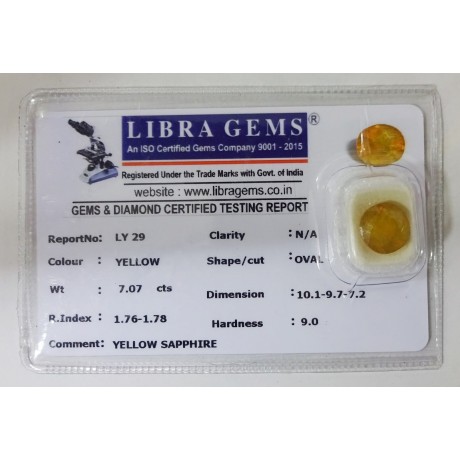 LIBRA GEMS®
An ISO Certified Gems Company 9001 - 2015
Registered Under the Trade Marks with Govt. of India
website : www.libragems.co.in
GEMS & DIAMOND CERTIFIED TESTING REPORT
ReportNo: LY 29 Clarity : N/A
Colour : YELLOW Shape/cut : OVAL
Wt : 7.07 cts Dimension :10.1-9.7-7.2
R.Index : 1.76-1.78 Hardness : 9.0
Comment: YELLOW SAPPHIRE